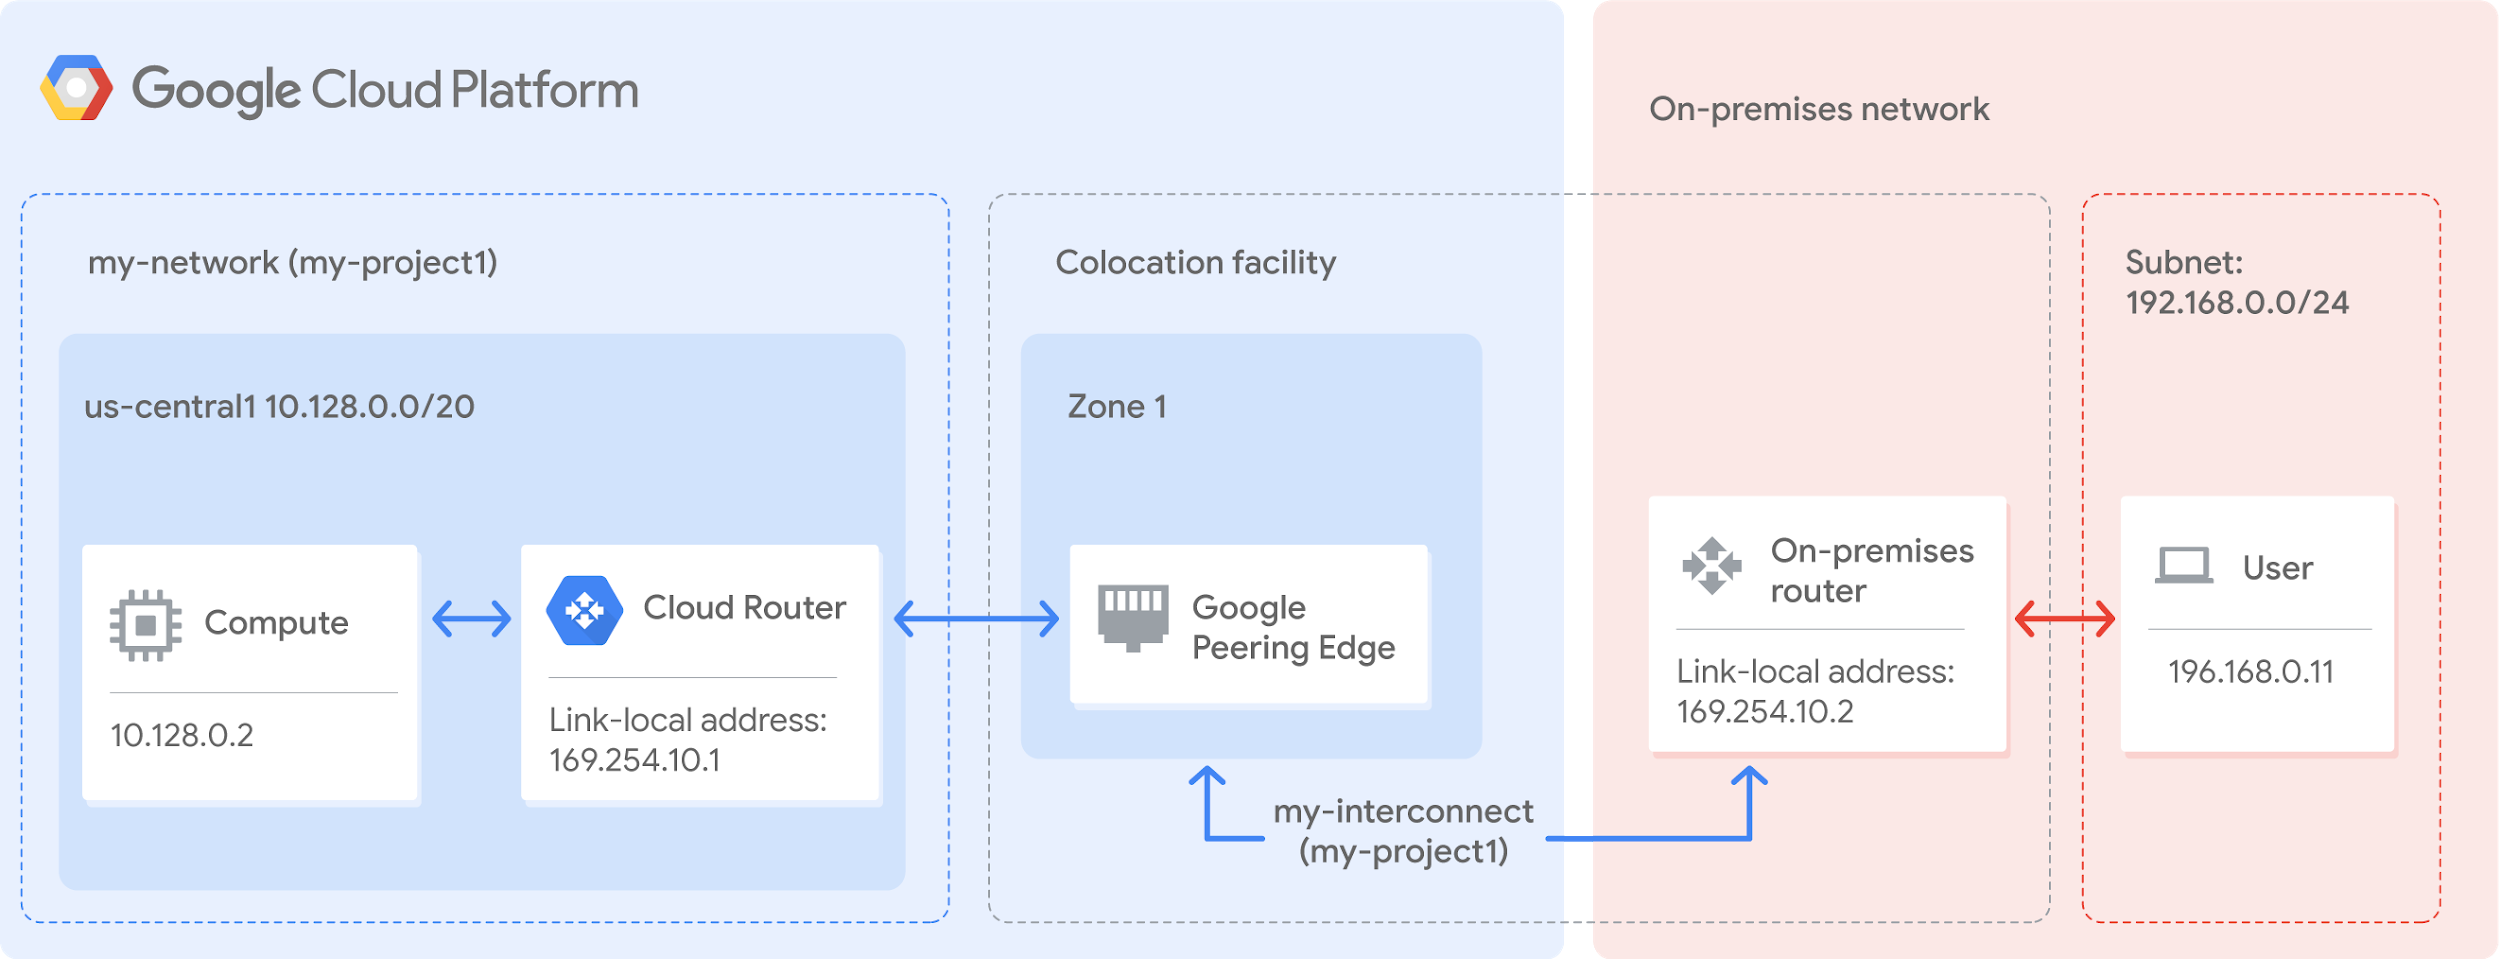 Google Cloud Platform
On-premises network
my-network (my-project1)
Colocation facility
Subnet:
192.168.0.0/24
us-central1 10.128.0.0/20
Zone 1
Compute
10.128.0.2
Cloud Router
Link-local address:
169.254.10.1
Google
Peering Edge
On-premises
router
Link-local address:
169.254.10.2
User
196.168.0.11
my-interconnect
(my-project1)